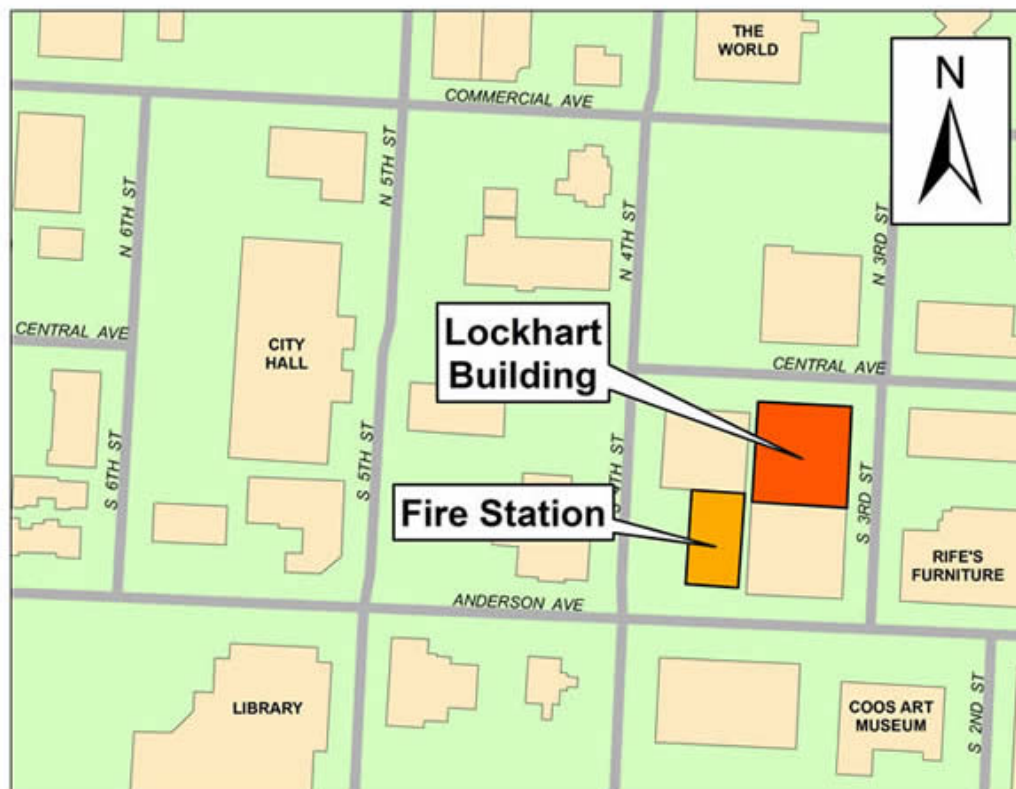 THE
WORLD
N
COMMERCIAL AVE
N 5TH ST
N 6TH ST
N 4TH ST
N 3RD ST
CENTRAL AVE
CITY
HALL
Lockhart
Building
CENTRAL AVE
S 6TH ST
S 5TH ST
S 4TH ST
S 3RD ST
Fire Station
RIFE'S
FURNITURE
ANDERSON AVE
LIBRARY
COOS ART
MUSEUM
S 2ND ST